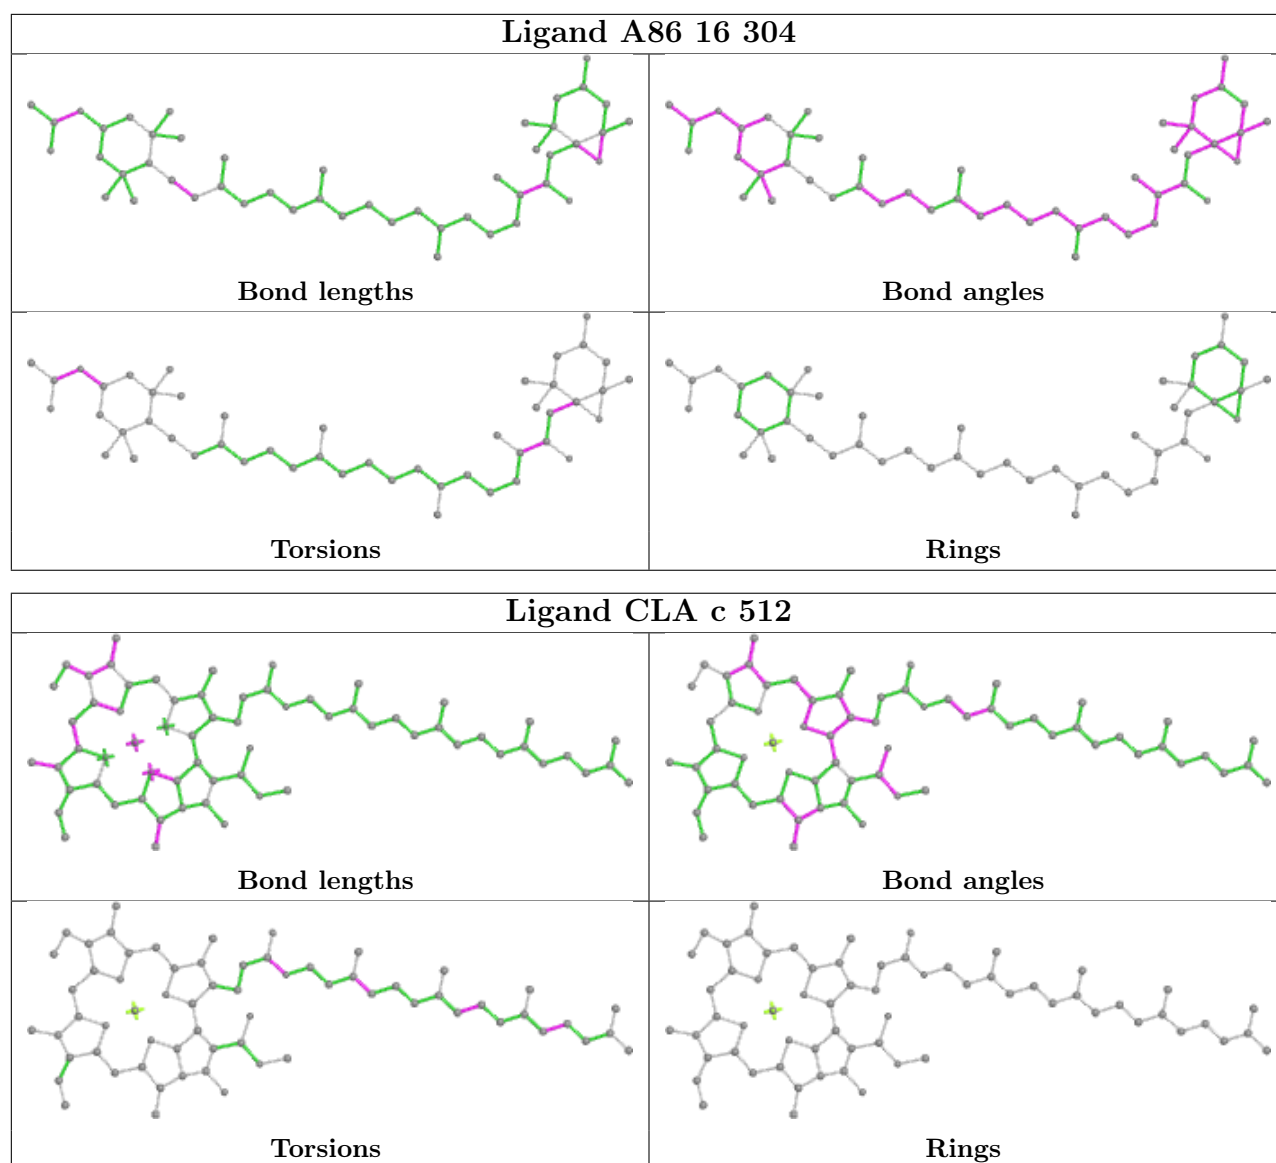 Ligand A86 16 304
Bond lengths
Bond angles
Torsions
Rings
Ligand CLA c 512
Bond lengths
Bond angles
Torsions
Rings